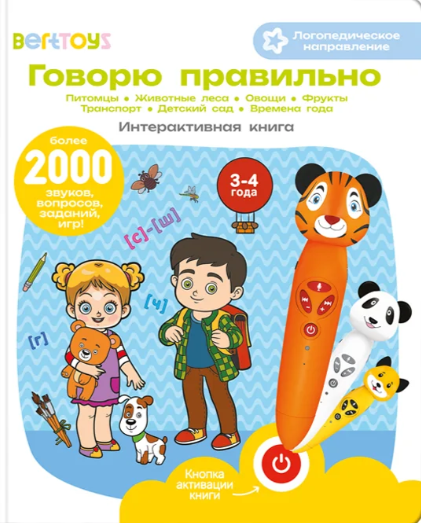 BertToys
Логопедическое
направление
Говорю правильно
Питомцы • Животные леса • Овощи • Фрукты
Транспорт • Детский сад • Времена года
Интерактивная книга
более
2000
звуков,
вопросов,
заданий,
игр!
3-4
года
[с]-[ш]
[ч]
[г]
Кнопка
активации
книги